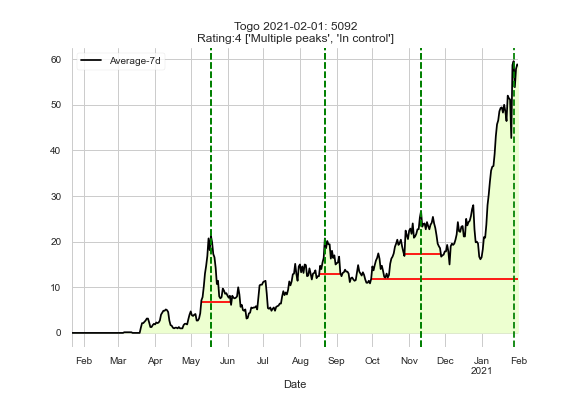 Togo 2021-02-01: 5092
Rating:4 ['Multiple peaks', 'In control']
Average-7d
60
50
40
30
20
10
0
Feb Mar Apr May Jun Jul Aug Sep Oct Nov Dec Jan Feb
2021
Date